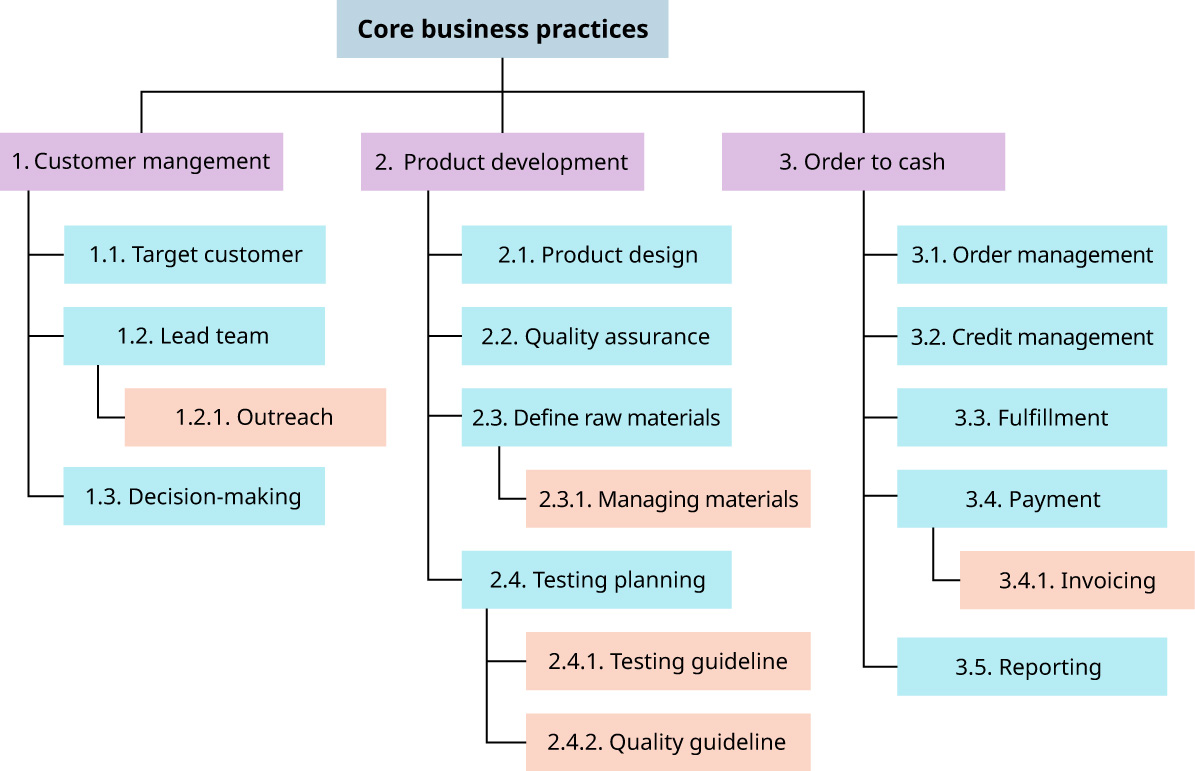 Core business practices
1. Customer mangement
1.1. Target customer
1.2. Lead team
1.2.1. Outreach
1.3. Decision-making
2. Product development
2.1. Product design
2.2. Quality assurance
2.3. Define raw materials
2.3.1. Managing materials
2.4. Testing planning
2.4.1. Testing guideline
2.4.2. Quality guideline
3. Order to cash
3.1. Order management
3.2. Credit management
3.3. Fulfillment
3.4. Payment
3.4.1. Invoicing
3.5. Reporting